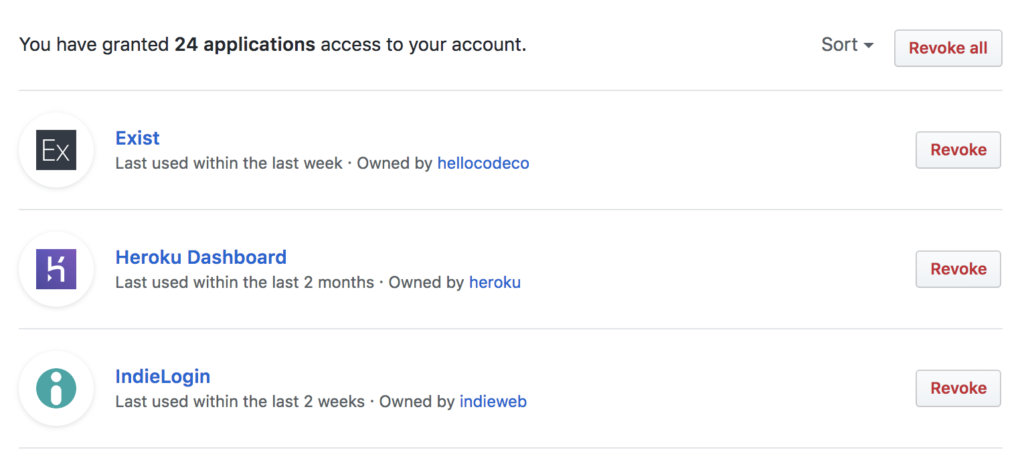 You have granted 24 applications access to your account.
Sort
Revoke all
Ex
Exist
Last used within the last week · Owned by hellocodeco
Revoke
Heroku Dashboard
Last used within the last 2 months · Owned by heroku
Revoke
IndieLogin
Last used within the last 2 weeks · Owned by indieweb
Revoke